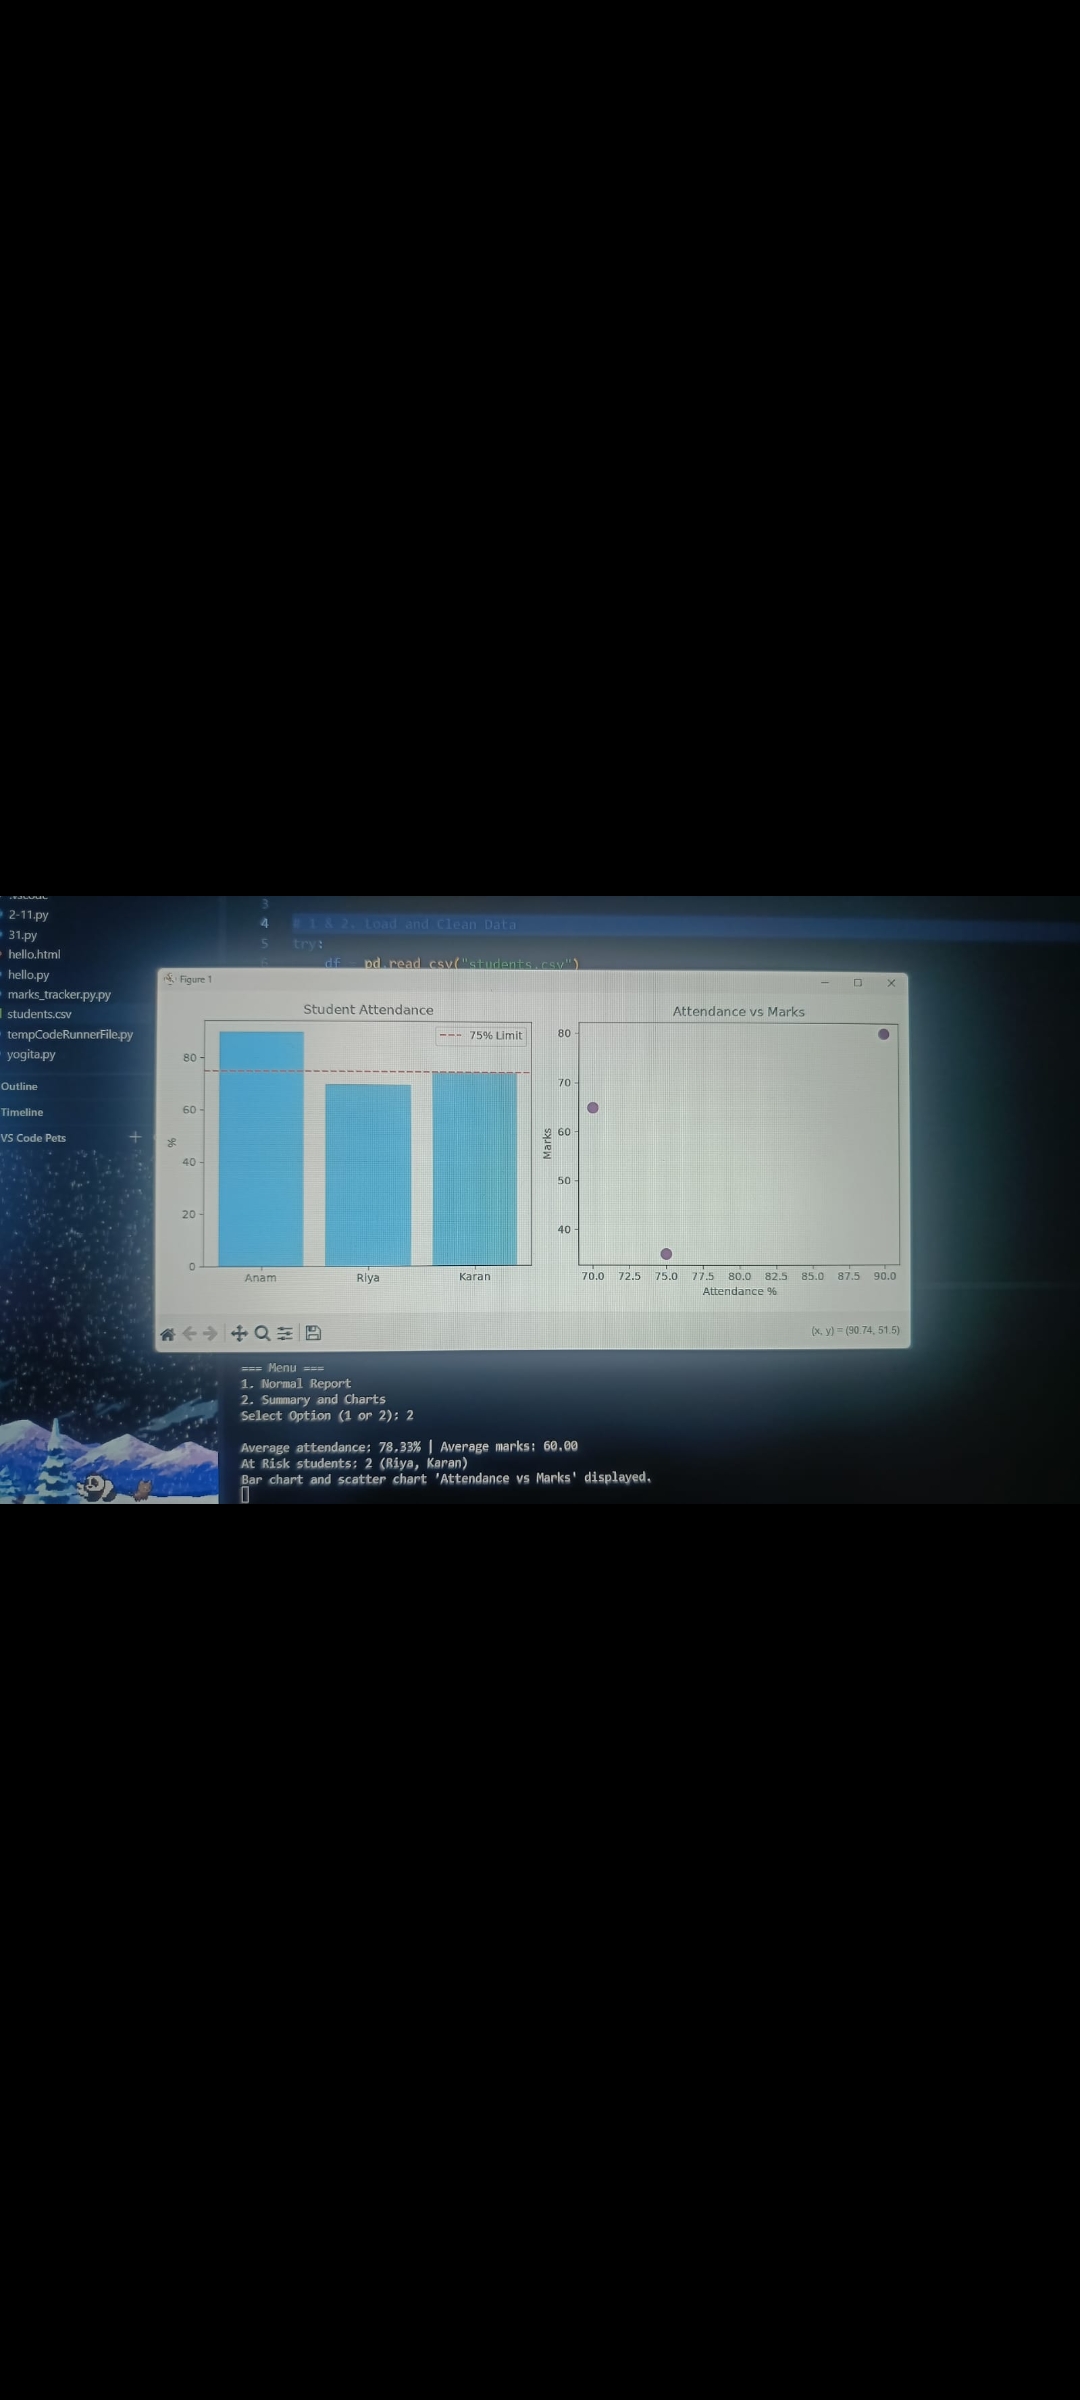 .vscode
2-11.py
31.py
hello.html
hello.py
marks_tracker.py.py
students.csv
tempCodeRunnerFile.py
yogita.py
Outline
Timeline
VS Code Pets
3
4 # 1 & 2. Load and Clean Data
5 try:
6 df = pd.read_csv("students.csv")
Figure 1
Student Attendance
75% Limit
%
80
60
40
20
0
Anam Riya Karan
Attendance vs Marks
Marks
80
70
60
50
40
70.0 72.5 75.0 77.5 80.0 82.5 85.0 87.5 90.0
Attendance %
(x, y) = (90.74, 51.5)
=== Menu ===
1. Normal Report
2. Summary and Charts
Select Option (1 or 2): 2
Average attendance: 78.33% | Average marks: 60.00
At Risk students: 2 (Riya, Karan)
Bar chart and scatter chart 'Attendance vs Marks' displayed.